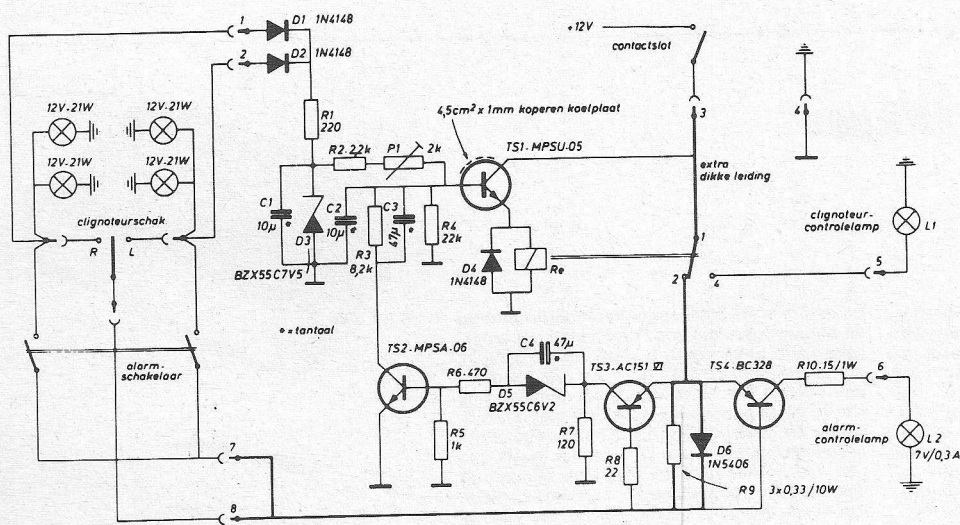 1 D1 1N4148
2 D2 1N4148
+12V
contactslot
12V-21W 12V-21W
12V-21W 12V-21W
R1
220
4,5cm² x 1mm koperen koelplaat
3
4
R2-22k P1 2k
TS1-MPSU-05
extra
dikke leiding
clignoteurschak
R L
C1
10µ
D3
BZX55C7V5
C2
10µ
R3
8,2k
C3
47µ
R4
22k
D4
1N4148
Re
1
2
4
clignoteur-
controlelamp
L1
5
= tantaal
alarm-
schakelaar
TS2-MPSA-06
R6-470
C4 47µ
D5
BZX55C6V2
TS3-AC151 VI
TS4-BC328
R10-15/1W
6
R5
1k
R7
120
R8
22
D6
1N5406
R9 3x0,33/10W
alarm-
controlelamp
L2
7V/0,3A
7
8